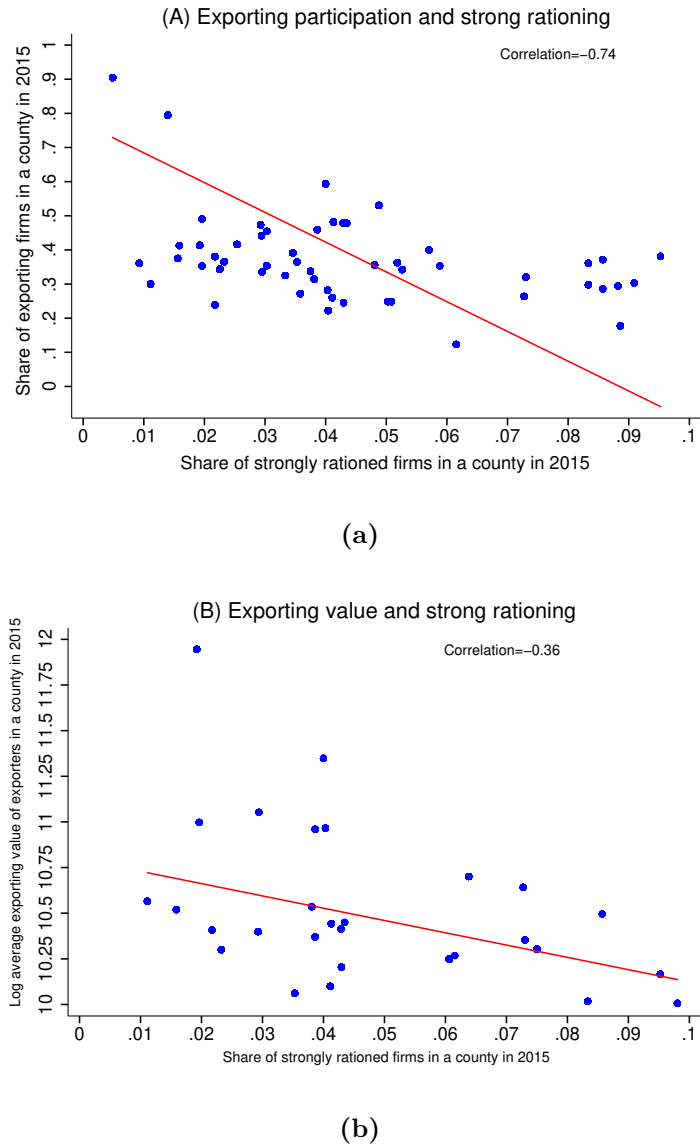 (A) Exporting participation and strong rationing
Correlation=−0.74
Share of exporting firms in a county in 2015
1
.9
.8
.7
.6
.5
.4
.3
.2
.1
0
0 .01 .02 .03 .04 .05 .06 .07 .08 .09 .1
Share of strongly rationed firms in a county in 2015
(a)
(B) Exporting value and strong rationing
Correlation=−0.36
Log average exporting value of exporters in a county in 2015
12
11.75
11.5
11.25
11
10.75
10.5
10.25
10
0 .01 .02 .03 .04 .05 .06 .07 .08 .09 .1
Share of strongly rationed firms in a county in 2015
(b)